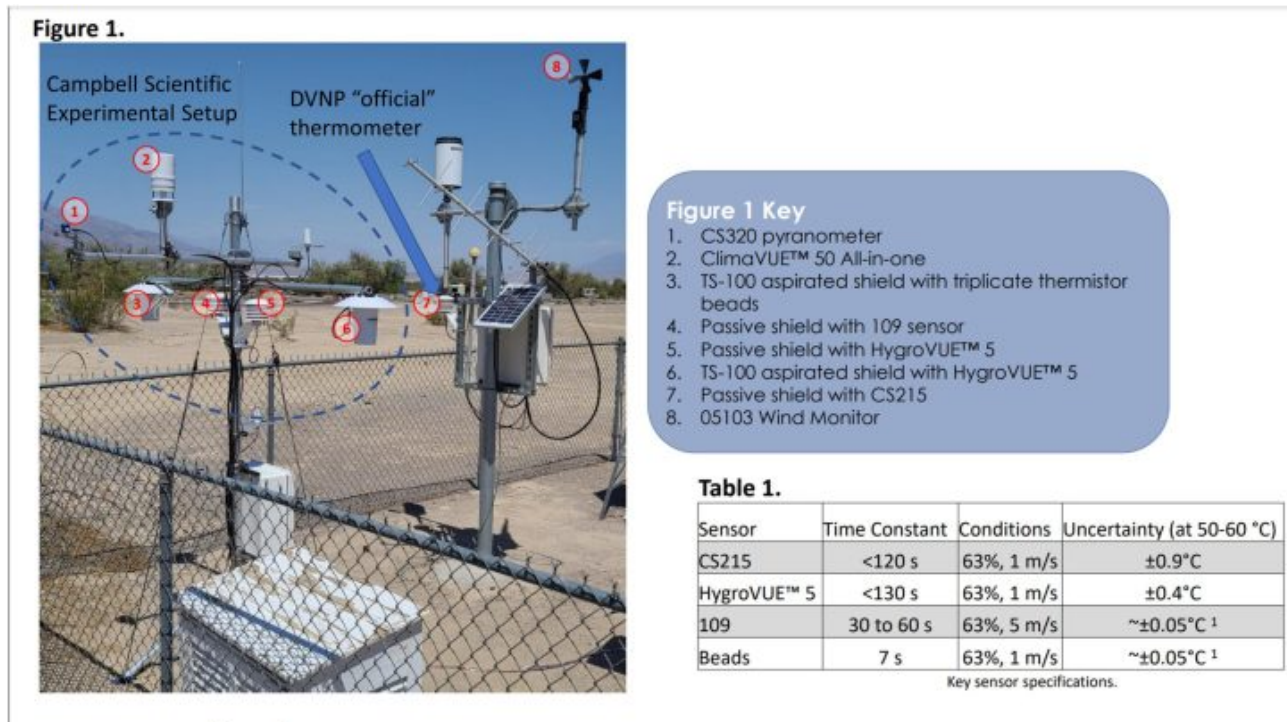 Figure 1.
Campbell Scientific
Experimental Setup
DVNP “official”
thermometer
8
2
1
3
4
5
6
7
Figure 1 Key
1. CS320 pyranometer
2. ClimaVUE™ 50 All-in-one
3. TS-100 aspirated shield with triplicate thermistor
beads
4. Passive shield with 109 sensor
5. Passive shield with HygroVUE™ 5
6. TS-100 aspirated shield with HygroVUE™ 5
7. Passive shield with CS215
8. 05103 Wind Monitor
Table 1.
Sensor Time Constant Conditions Uncertainty (at 50-60 °C)
CS215 <120 s 63%, 1 m/s ±0.9°C
HygroVUE™ 5 <130 s 63%, 1 m/s ±0.4°C
109 30 to 60 s 63%, 5 m/s ~±0.05°C ¹
Beads 7 s 63%, 1 m/s ~±0.05°C ¹
Key sensor specifications.